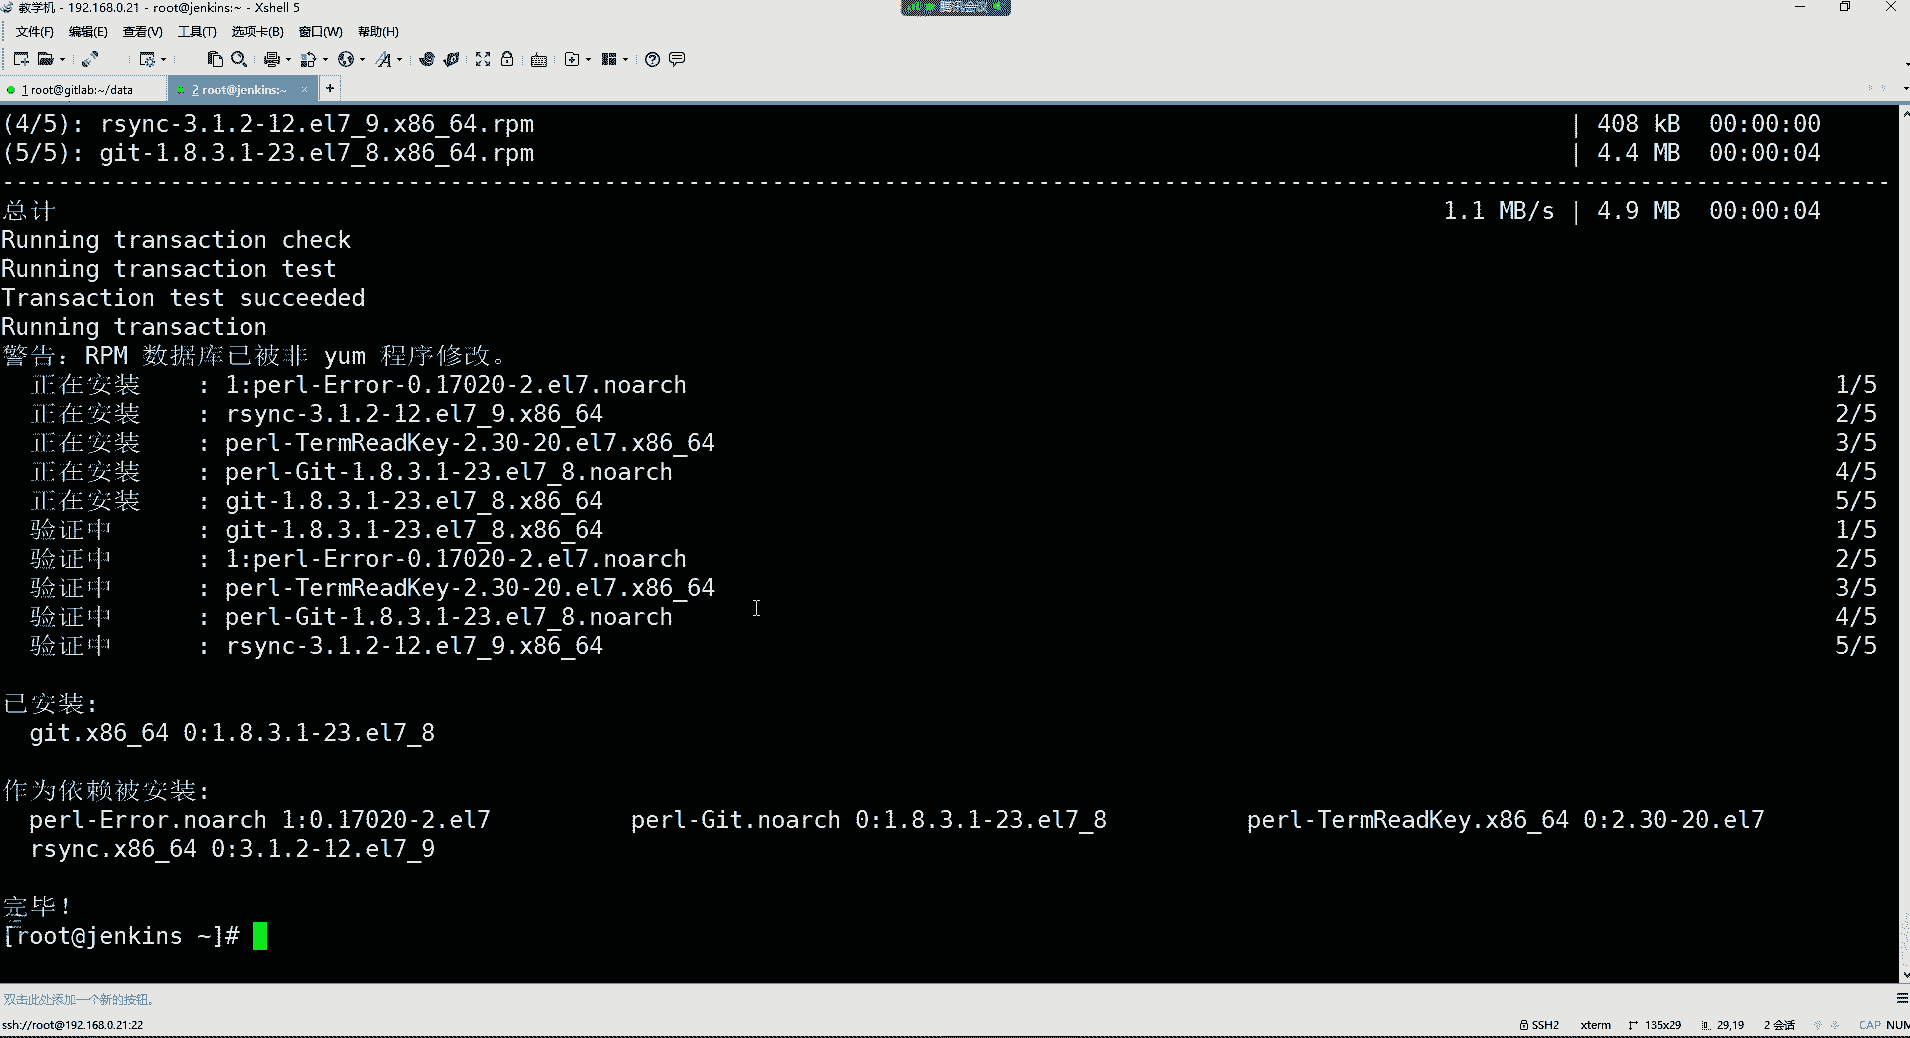 教学机 - 192.168.0.21 - root@jenkins:~ - Xshell 5
腾讯会议
文件(F) 编辑(E) 查看(V) 工具(T) 选项卡(B) 窗口(W) 帮助(H)
1 root@gitlab:~/data 2 root@jenkins:~ × +
(4/5): rsync-3.1.2-12.el7_9.x86_64.rpm | 408 kB 00:00:00
(5/5): git-1.8.3.1-23.el7_8.x86_64.rpm | 4.4 MB 00:00:04
总计 1.1 MB/s | 4.9 MB 00:00:04
Running transaction check
Running transaction test
Transaction test succeeded
Running transaction
警告：RPM 数据库已被非 yum 程序修改。
正在安装 : 1:perl-Error-0.17020-2.el7.noarch 1/5
正在安装 : rsync-3.1.2-12.el7_9.x86_64 2/5
正在安装 : perl-TermReadKey-2.30-20.el7.x86_64 3/5
正在安装 : perl-Git-1.8.3.1-23.el7_8.noarch 4/5
正在安装 : git-1.8.3.1-23.el7_8.x86_64 5/5
验证中 : git-1.8.3.1-23.el7_8.x86_64 1/5
验证中 : 1:perl-Error-0.17020-2.el7.noarch 2/5
验证中 : perl-TermReadKey-2.30-20.el7.x86_64 3/5
验证中 : perl-Git-1.8.3.1-23.el7_8.noarch 4/5
验证中 : rsync-3.1.2-12.el7_9.x86_64 5/5
已安装:
git.x86_64 0:1.8.3.1-23.el7_8
作为依赖被安装:
perl-Error.noarch 1:0.17020-2.el7 perl-Git.noarch 0:1.8.3.1-23.el7_8 perl-TermReadKey.x86_64 0:2.30-20.el7
rsync.x86_64 0:3.1.2-12.el7_9
完毕！
[root@jenkins ~]#
双击此处添加一个新的按钮。
ssh://root@192.168.0.21:22 SSH2 xterm 135x29 29,19 2 会话 CAP NUM